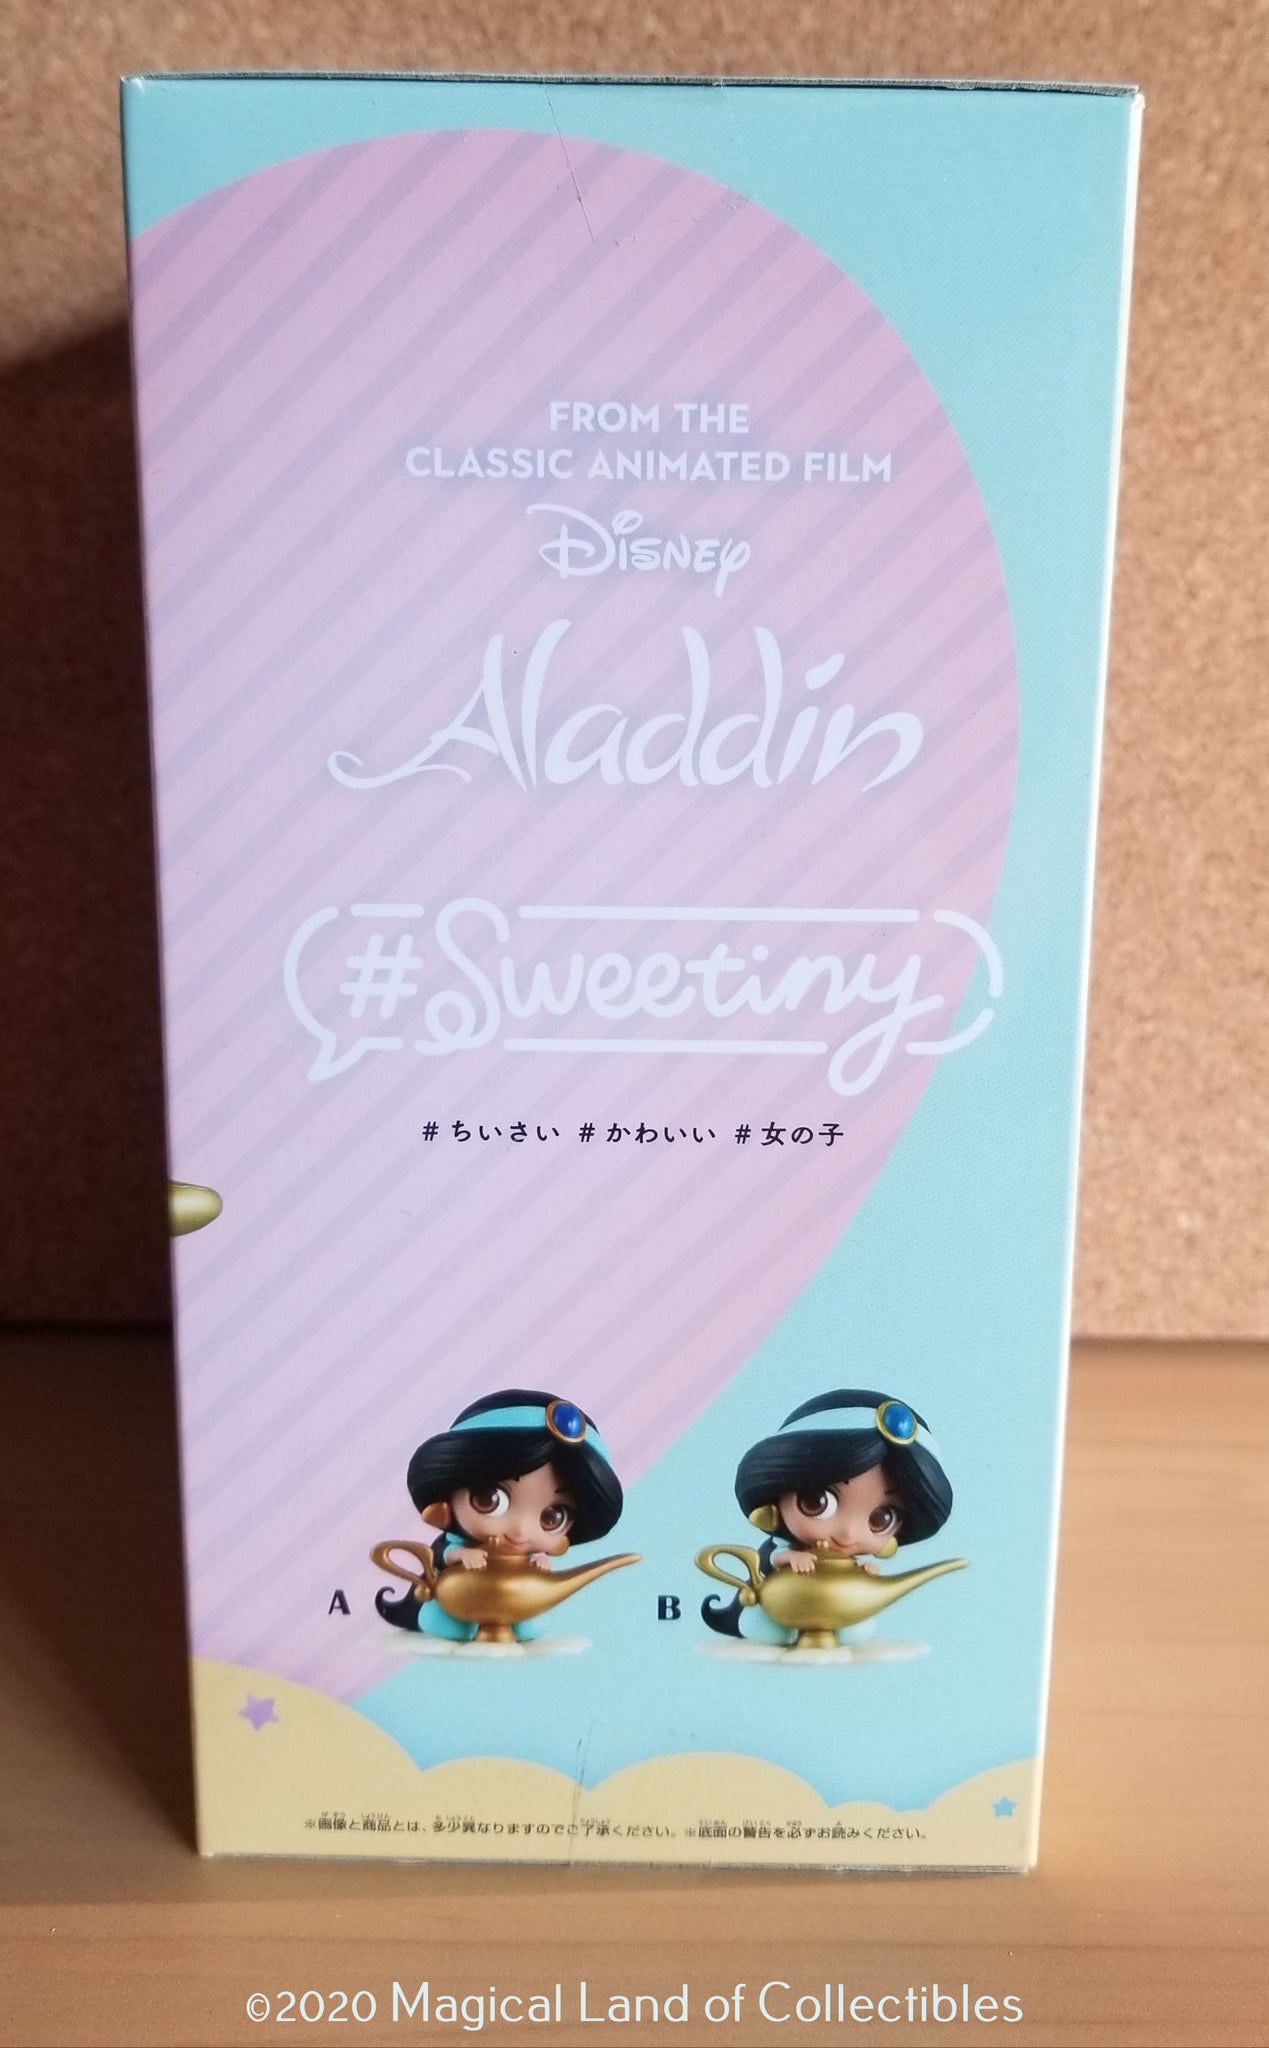 FROM THE
CLASSIC ANIMATED FILM
Disney
Aladdin
#Sweetiny
#ちいさい #かわいい #女の子
A
B
※画像と商品とは、多少異なりますのでご了承ください。※底面の警告を必ずお読みください。
©2020 Magical Land of Collectibles